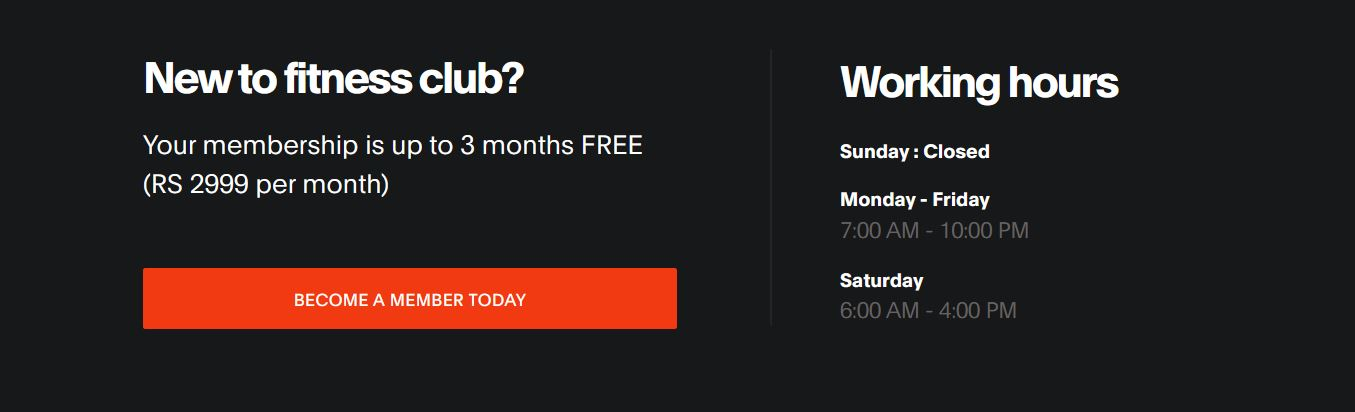 New to fitness club?
Your membership is up to 3 months FREE
(RS 2999 per month)
BECOME A MEMBER TODAY
Working hours
Sunday : Closed
Monday - Friday
7:00 AM - 10:00 PM
Saturday
6:00 AM - 4:00 PM